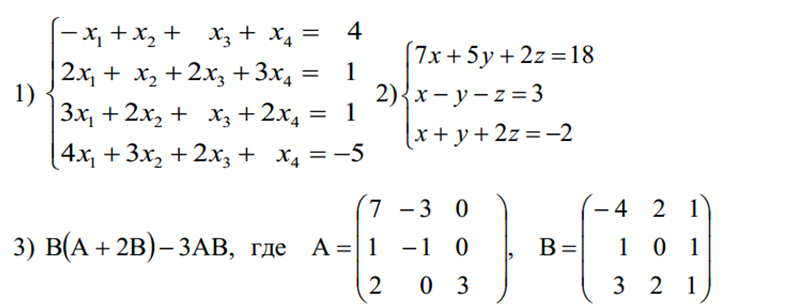 1) { −x₁ + x₂ + x₃ + x₄ = 4
2x₁ + x₂ + 2x₃ + 3x₄ = 1
3x₁ + 2x₂ + x₃ + 2x₄ = 1
4x₁ + 3x₂ + 2x₃ + x₄ = −5
2) { 7x + 5y + 2z = 18
x − y − z = 3
x + y + 2z = −2
3) B(A + 2B) − 3AB, где A = ( 7 −3 0
1 −1 0
2 0 3 ), B = ( −4 2 1
1 0 1
3 2 1 )